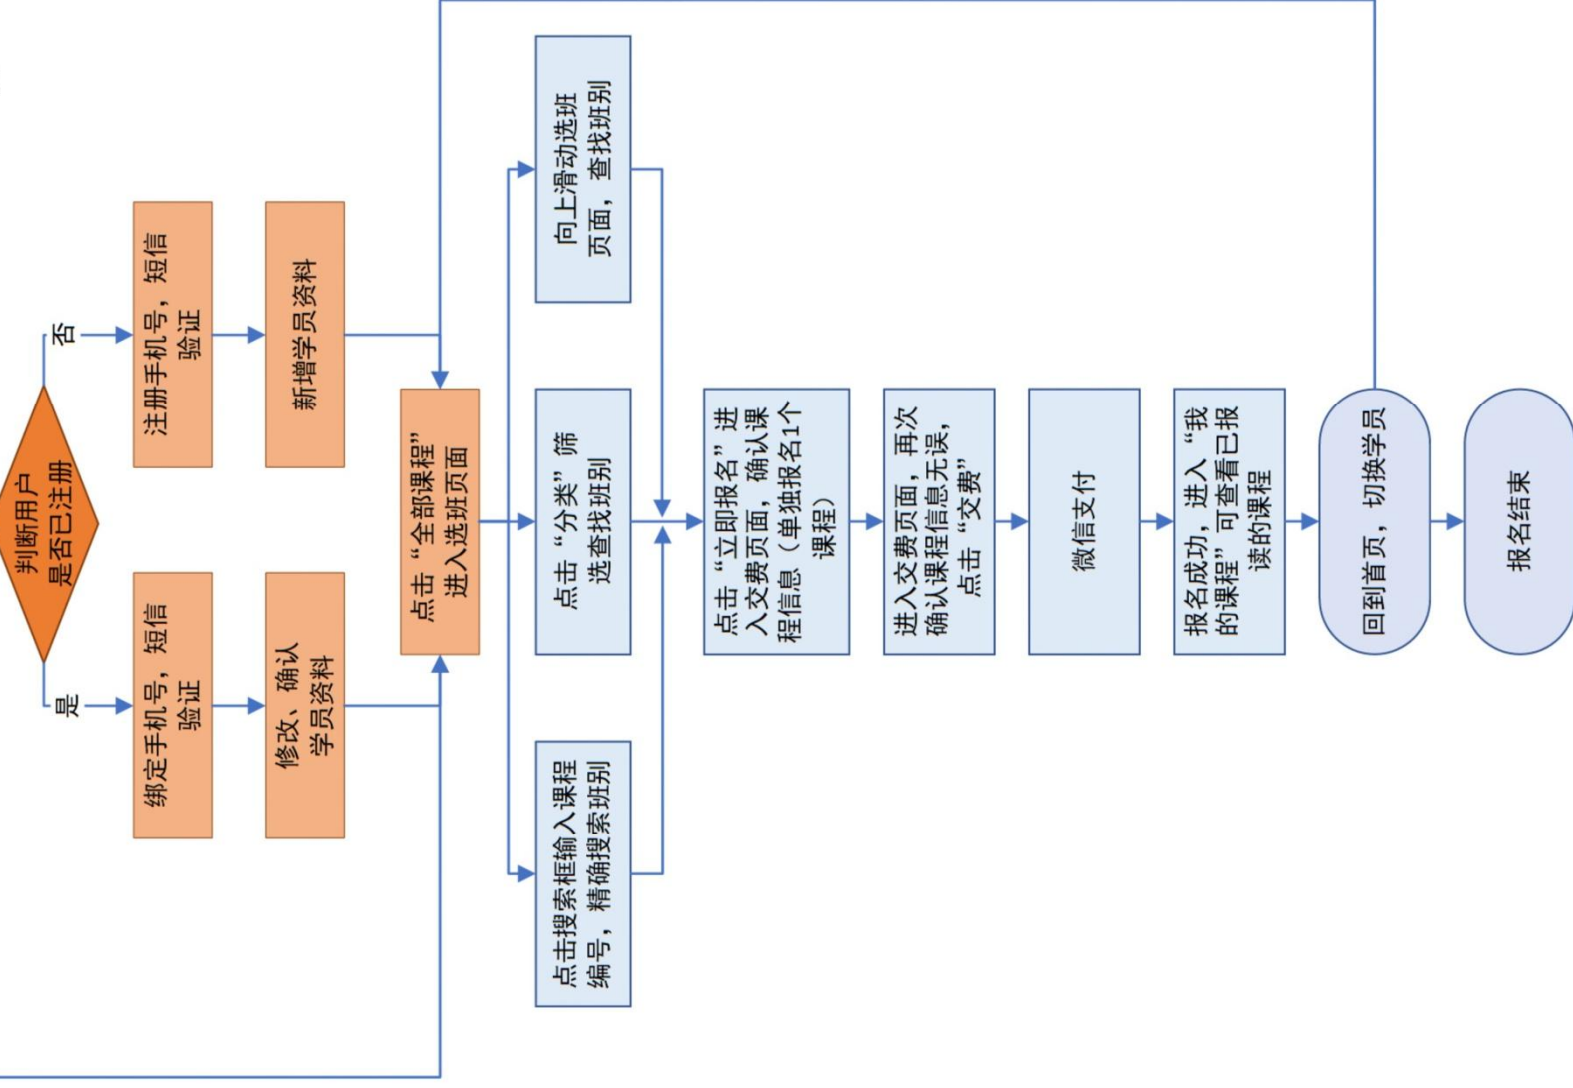 判断用户
是否已注册
是
否
绑定手机号，短信
验证
注册手机号，短信
验证
修改、确认
学员资料
新增学员资料
点击“全部课程”
进入选班页面
点击搜索框输入课程
编号，精确搜索班别
点击“分类”筛
选查找班别
向上滑动选班
页面，查找班别
点击“立即报名”进
入交费页面，确认课
程信息（单独报名1个
课程）
进入交费页面，再次
确认课程信息无误，
点击“交费”
微信支付
报名成功，进入“我
的课程”可查看已报
读的课程
回到首页，切换学员
报名结束